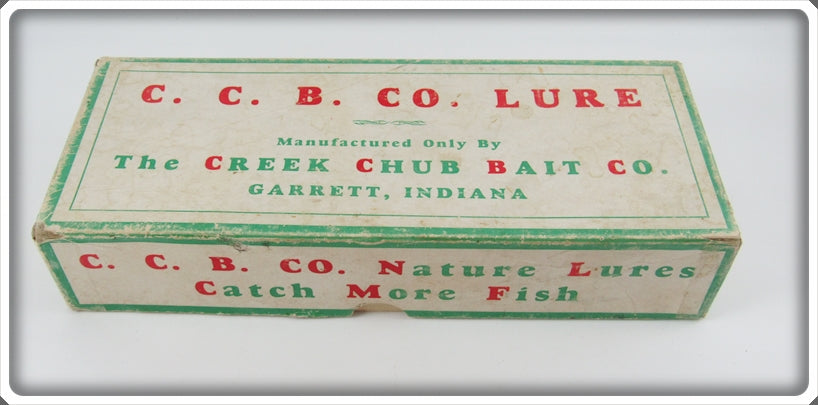 C. C. B. CO. LURE
Manufactured Only By
The CREEK CHUB BAIT CO.
GARRETT, INDIANA
C. C. B. CO. Nature Lures
Catch More Fish